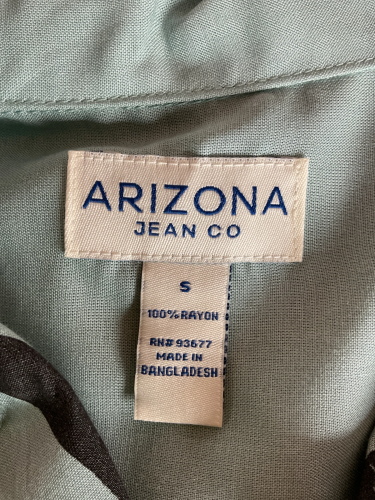 ARIZONA
JEAN CO
S
100% RAYON
RN# 93677
MADE IN
BANGLADESH